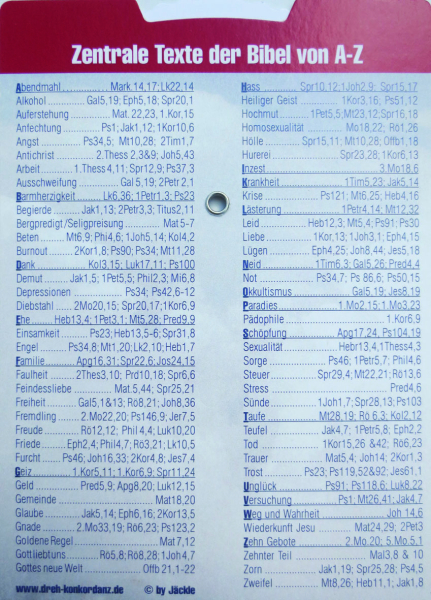 Zentrale Texte der Bibel von A-Z
Abendmahl .............. Mark.14,17; Lk22,14
Alkohol ............ Gal5,19; Eph5,18; Spr20,1
Auferstehung ......... Mat. 22,23, 1.Kor,15
Anfechtung ........ Ps1; Jak1,12; 1Kor10,6
Angst ......... Ps34,5; Mt10,28; 2Tim1,7
Antichrist ......... 2.Thess 2,3&9; Joh5,43
Arbeit .......... 1.Thess 4,11; Spr12,9; Ps37,3
Ausschweifung ........ Gal 5,19; 2Petr 2,1
Barmherzigkeit .. Lk6,36; 1Petr1,3; Ps23
Begierde ....... Jak1,13; 2Petr3,3; Titus2,11
Bergpredigt /Seligpreisung ............ Mat 5-7
Beten ....... Mt6,9; Phi4,6; 1Joh5,14; Kol4,2
Burnout ....... 2Kor1,8; Ps90; Ps34; Mt11,28
Dank ................ Kol3,15; Luk17,11; Ps100
Demut ...... Jak1,5; 1Pet5,5; Phil2,3; Mi6,8
Depressionen .............. Ps34; Ps42,6-12
Diebstahl ....... 2Mo20,15; Spr20,17;1Kor6,9
Ehe ....... Hebr13,4; 1Pet3,1; Mt5,28; Pred9,9
Einsamkeit ...... Ps23; Hebr13,5-6; Spr31,8
Engel ......... Ps34,8; Mt1,20; Lk2,10; Heb1,7
Familie ....... Apg16,31; Spr22,6; Jos24,15
Faulheit ...... 2Thes3,10; Prd10,18; Spr6,6
Feindesliebe ............... Mat5,44; Spr25,21
Freiheit ......... Gal5,1&13; Rö8,21; Joh8,36
Fremdling ....... 2.Mo22,20; Ps146,9; Jer7,5
Freude ........ Rö12,12; Phil 4,4; Luk10,20
Friede ...... Eph2,4; Phil4,7; Rö3,21; Lk10,5
Furcht ...... Ps46; Joh16,33; 2Kor4,8; Jes7,4
Geiz .......... 1.Kor5,11; 1.Kor6,9; Spr11,24
Geld .............. Pred5,9; Apg8,20; Luk12,15
Gemeinde ............................ Mat18,20
Glaube .......... Jak5,14; Eph6,16; 2Kor13,5
Gnade ......... 2.Mo33,19; Rö6,23; Ps123,2
Goldene Regel ........................ Mat7,12
Gottliebtuns ............ Rö5,8; Rö8,28; 1Joh4,7
Gottes neue Welt ............... Offb 21,1-22
www.dreh-konkordanz.de © by Jäckle
Hass ............ Spr10,12;1Joh2,9; Spr15,17
Heiliger Geist ............ 1Kor3,16; Ps51,12
Hochmut ....... 1Pet5,5; Mt23,12; Spr16,18
Homosexualität ............ Mo18,22; Rö1,26
Hölle ......... Spr15,11; Mt10,28; Offb1,18
Hurerei ................ Spr23,28; 1Kor6,13
Inzest ................................ 3.Mo18,6
Krankheit ................. 1Tim5,23; Jak5,14
Krise ............ Ps121; Mt6,25; Heb4,16
Lästerung ............... 1Petr4,14; Mt12,32
Leid ............ Heb12,3; Mt5,4; Ps91; Ps30
Liebe .......... 1Kor,13; 1Joh3,1; Eph4,15
Lügen .......... Eph4,25; Joh8,44; Jes5,18
Neid ............... 1Tim6,3; Gal5,26; Pred4,4
Not ............. Ps34,7; Ps 86,6; Ps50,15
Okkultismus .............. Gal5,19; Jes8,19
Paradies ................. 1.Mo2,15;1.Mo3,23
Pädophilie .......................... 1.Kor6,9
Schöpfung ............. Apg17,24, Ps104,19
Sexualität ............... Hebr13,4;1Thess4,3
Sorge ............... Ps46; 1Petr5,7; Phil4,6
Steuer ........... Spr29,4; Mt22,21; Rö13,6
Stress .................................. Pred4,6
Sünde .......... 1Joh1,7; Spr28,13; Ps103
Taufe ............ Mt28,19; Rö 6,3; Kol2,12
Teufel ........... Jak4,7; 1Petr5,8; Eph2,2
Tod ................. 1Kor15,26 &42; Rö6,23
Trauer ................ Mat5,4; Joh14; 2Kor1,3
Trost ........... Ps23; Ps119,52&92; Jes61,1
Unglück .............. Ps91; Ps118,6; Luk8,22
Versuchung ........... Ps1; Mt26,41; Jak4,7
Weg und Wahrheit ................ Joh 14,6
Wiederkunft Jesu .......... Mat24,29; 2Pet3
Zehn Gebote ............. 2.Mo.20; 5.Mo.5,1
Zehnter Teil ..................... Mal3,8 & 10
Zorn ............ Jak1,19; Spr25,28; Ps4,5
Zweifel ........... Mt8,26; Heb11,1; Jak1,8